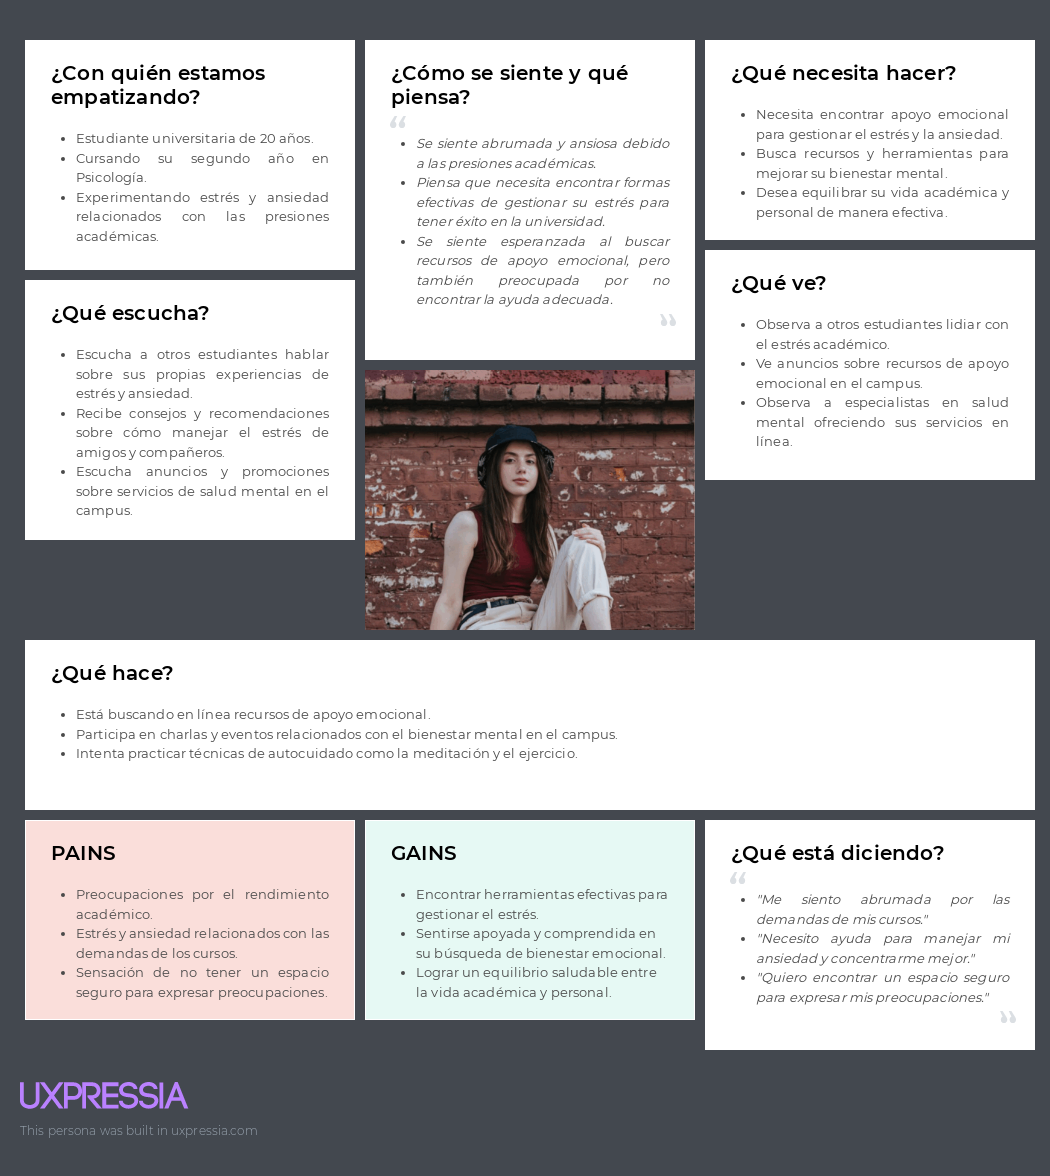 ¿Con quién estamos
empatizando?
Estudiante universitaria de 20 años.
Cursando su segundo año en
Psicología.
Experimentando estrés y ansiedad
relacionados con las presiones
académicas.
¿Qué escucha?
Escucha a otros estudiantes hablar
sobre sus propias experiencias de
estrés y ansiedad.
Recibe consejos y recomendaciones
sobre cómo manejar el estrés de
amigos y compañeros.
Escucha anuncios y promociones
sobre servicios de salud mental en el
campus.
¿Cómo se siente y qué
piensa?
“
Se siente abrumada y ansiosa debido
a las presiones académicas.
Piensa que necesita encontrar formas
efectivas de gestionar su estrés para
tener éxito en la universidad.
Se siente esperanzada al buscar
recursos de apoyo emocional, pero
también preocupada por no
encontrar la ayuda adecuada.
”
¿Qué necesita hacer?
Necesita encontrar apoyo emocional
para gestionar el estrés y la ansiedad.
Busca recursos y herramientas para
mejorar su bienestar mental.
Desea equilibrar su vida académica y
personal de manera efectiva.
¿Qué ve?
Observa a otros estudiantes lidiar con
el estrés académico.
Ve anuncios sobre recursos de apoyo
emocional en el campus.
Observa a especialistas en salud
mental ofreciendo sus servicios en
línea.
¿Qué hace?
Está buscando en línea recursos de apoyo emocional.
Participa en charlas y eventos relacionados con el bienestar mental en el campus.
Intenta practicar técnicas de autocuidado como la meditación y el ejercicio.
PAINS
Preocupaciones por el rendimiento
académico.
Estrés y ansiedad relacionados con las
demandas de los cursos.
Sensación de no tener un espacio
seguro para expresar preocupaciones.
GAINS
Encontrar herramientas efectivas para
gestionar el estrés.
Sentirse apoyada y comprendida en
su búsqueda de bienestar emocional.
Lograr un equilibrio saludable entre
la vida académica y personal.
¿Qué está diciendo?
“
"Me siento abrumada por las
demandas de mis cursos."
"Necesito ayuda para manejar mi
ansiedad y concentrarme mejor."
"Quiero encontrar un espacio seguro
para expresar mis preocupaciones."
”
UXPRESSIA
This persona was built in uxpressia.com